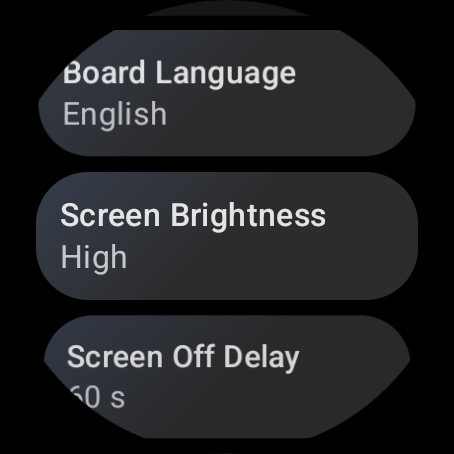 Board Language
English
Screen Brightness
High
Screen Off Delay
60 s